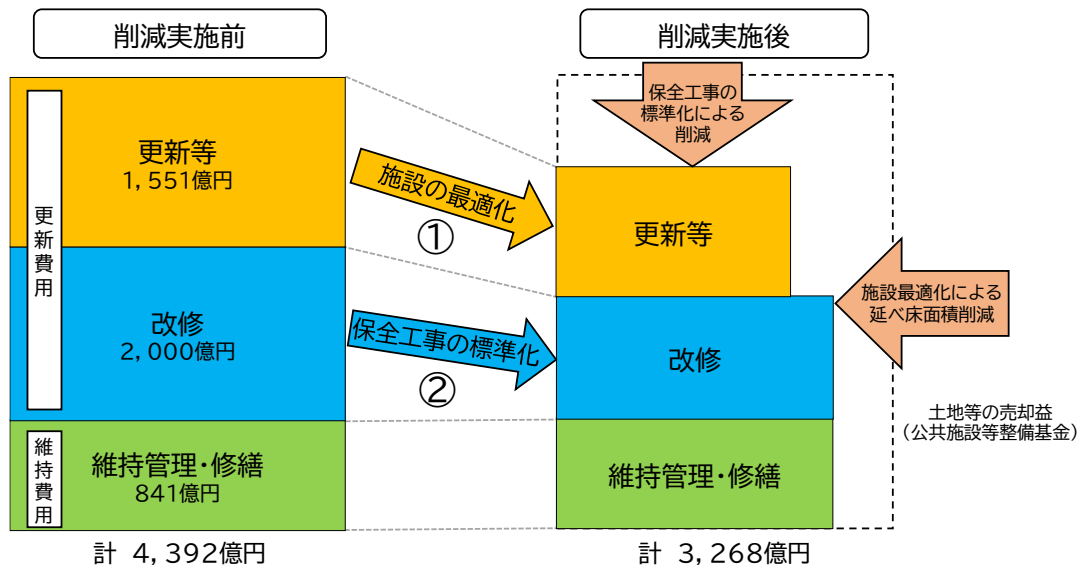 削減実施前
更新費用
更新等
1,551億円
改修
2,000億円
維持費用
維持管理・修繕
841億円
計 4,392億円
施設の最適化
①
保全工事の標準化
②
削減実施後
保全工事の
標準化による
削減
更新等
改修
維持管理・修繕
計 3,268億円
施設最適化による
延べ床面積削減
土地等の売却益
（公共施設等整備基金）